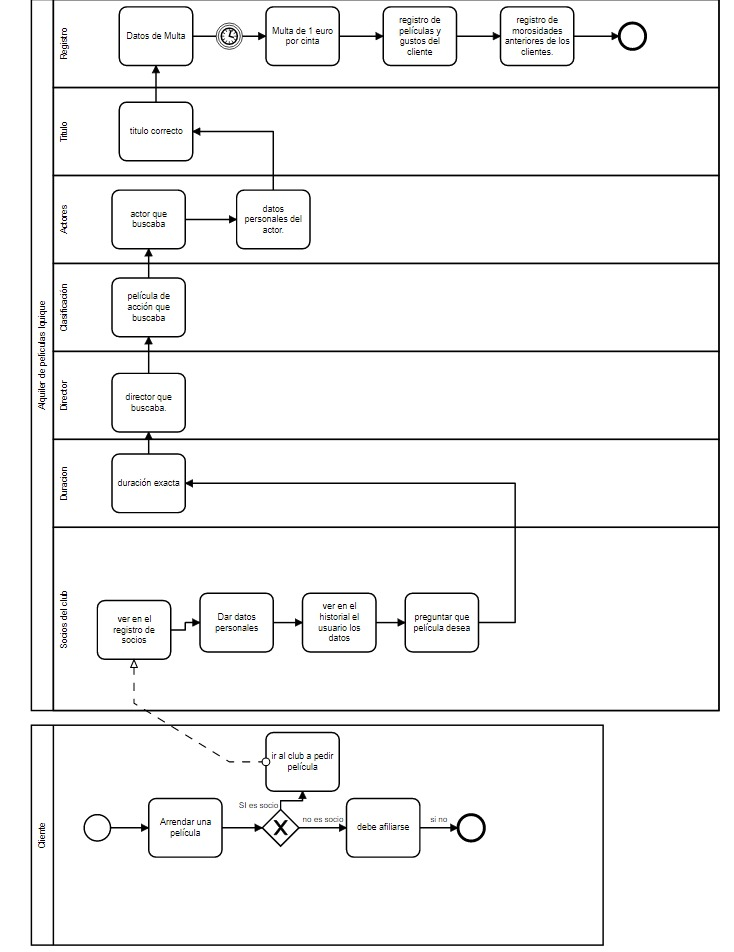 Alquiler de películas Iquique
Registro
Datos de Multa
Multa de 1 euro
por cinta
registro de
películas y
gustos del
cliente
registro de
morosidades
anteriores de los
clientes.
Titulo
titulo correcto
Actores
actor que
buscaba
datos
personales del
actor.
Clasificación
película de
acción que
buscaba
Director
director que
buscaba.
Duracion
duración exacta
Socios del club
ver en el
registro de
socios
Dar datos
personales
ver en el
historial el
usuario los
datos
preguntar que
película desea
Cliente
ir al club a pedir
película
SI es socio
Arrendar una
película
no es socio
debe afiliarse
si no